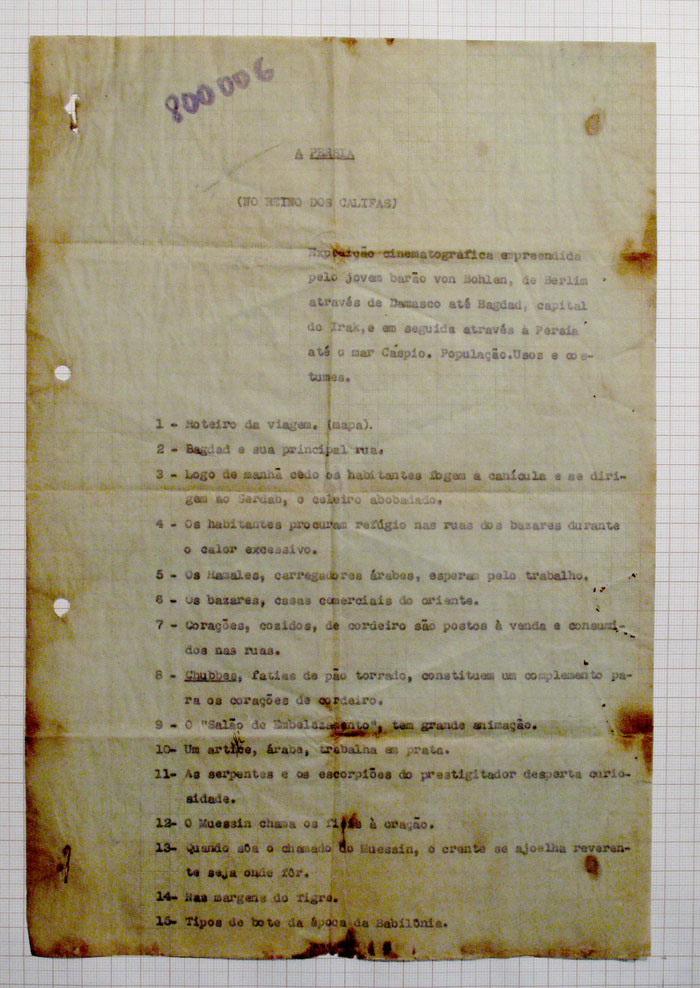 800006
A PERSIA
(NO REINO DOS CALIFAS)
Expedição cinematográfica empreendida
pelo jovem barão von Bohlen, de Berlim
através de Damasco até Bagdad, capital
do Irak,e em seguida através à Persia
até o mar Cáspio. População.Usos e cos-
tumes.
1 - Roteiro da viagem. (mapa).
2 - Bagdad e sua principal rua.
3 - Logo de manhã cêdo os habitantes fogem à canícula e se diri-
gem ao Serdab, o celeiro abobadado.
4 - Os habitantes procuram refúgio nas ruas dos bazares durante
o calor excessivo.
5 - Os Hamales, carregadores árabes, esperam pelo trabalho.
6 - Os bazares, casas comerciais do oriente.
7 - Corações, cozidos, de cordeiro são postos à venda e consumi-
dos nas ruas.
8 - Chubbes, fatias de pão torrado, constituem um complemento pa-
ra os corações de cordeiro.
9 - O "Salão de Embelezamento", tem grande animação.
10- Um artice, árabe, trabalha em prata.
11- As serpentes e os escorpiões do prestigitador desperta curio-
sidade.
12- O Muessin chama os fieis à oração.
13- Quando sôa o chamado do Muessin, o crente se ajoelha reveren-
te seja onde fôr.
14- Nas margens do Tigre.
15- Tipos de bote da época da Babilônia.